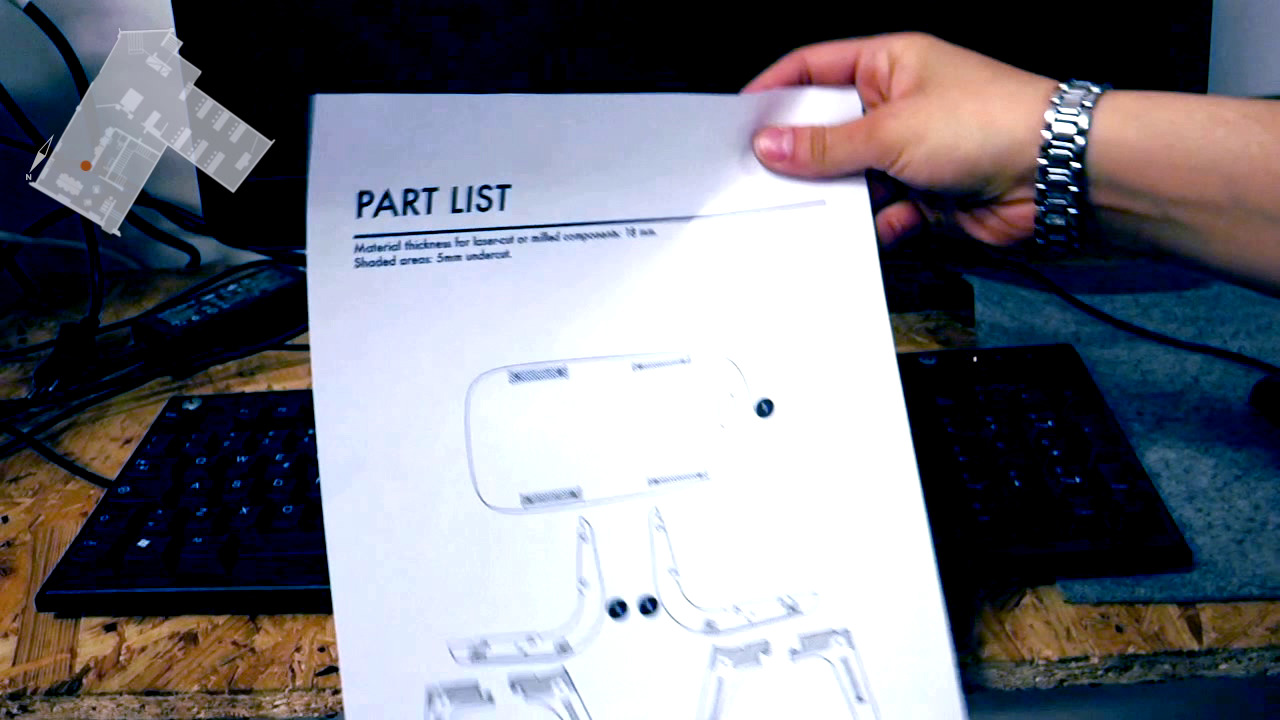 PART LIST
Material thickness for laser-cut or milled components: 18 mm.
Shaded areas: 5mm undercut.
N
Q W E
A S D
Z X C